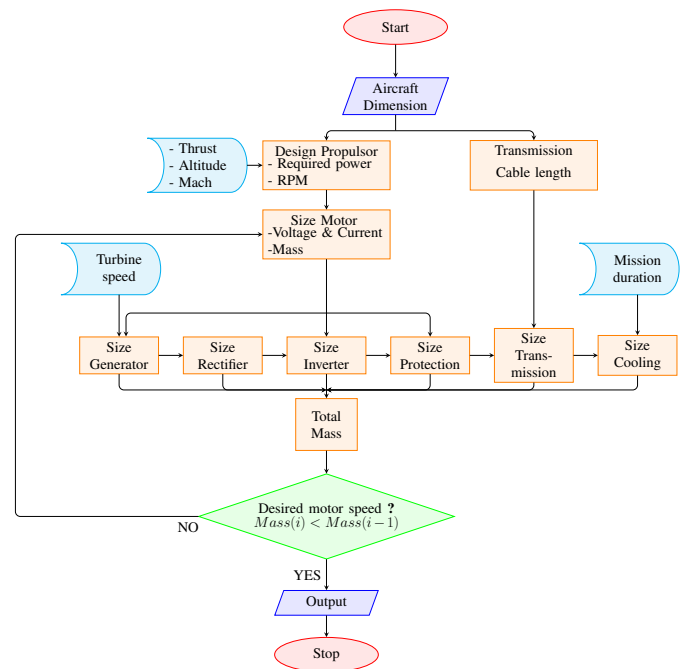 Start
Aircraft
Dimension
- Thrust
- Altitude
- Mach
Design Propulsor
- Required power
- RPM
Transmission
Cable length
Size Motor
-Voltage & Current
-Mass
Turbine
speed
Mission
duration
Size
Generator
Size
Rectifier
Size
Inverter
Size
Protection
Size
Trans-
mission
Size
Cooling
Total
Mass
Desired motor speed ?
Mass(i) < Mass(i−1)
NO
YES
Output
Stop